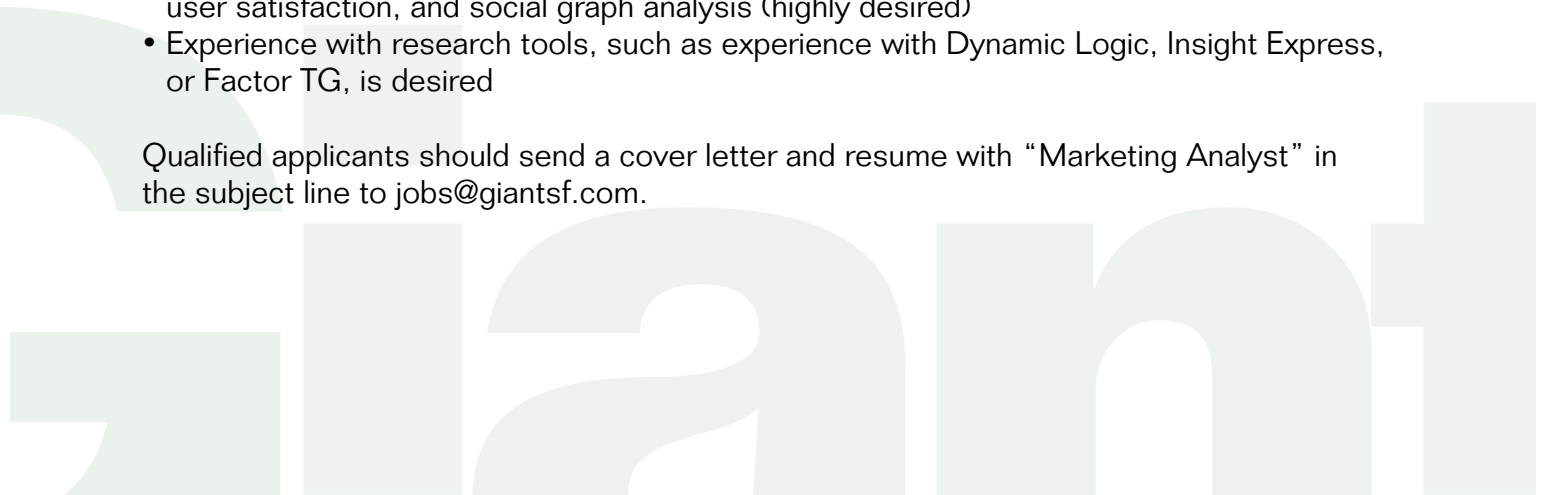 user satisfaction, and social graph analysis (highly desired)
• Experience with research tools, such as experience with Dynamic Logic, Insight Express,
or Factor TG, is desired
Qualified applicants should send a cover letter and resume with “Marketing Analyst” in
the subject line to jobs@giantsf.com.
Giant